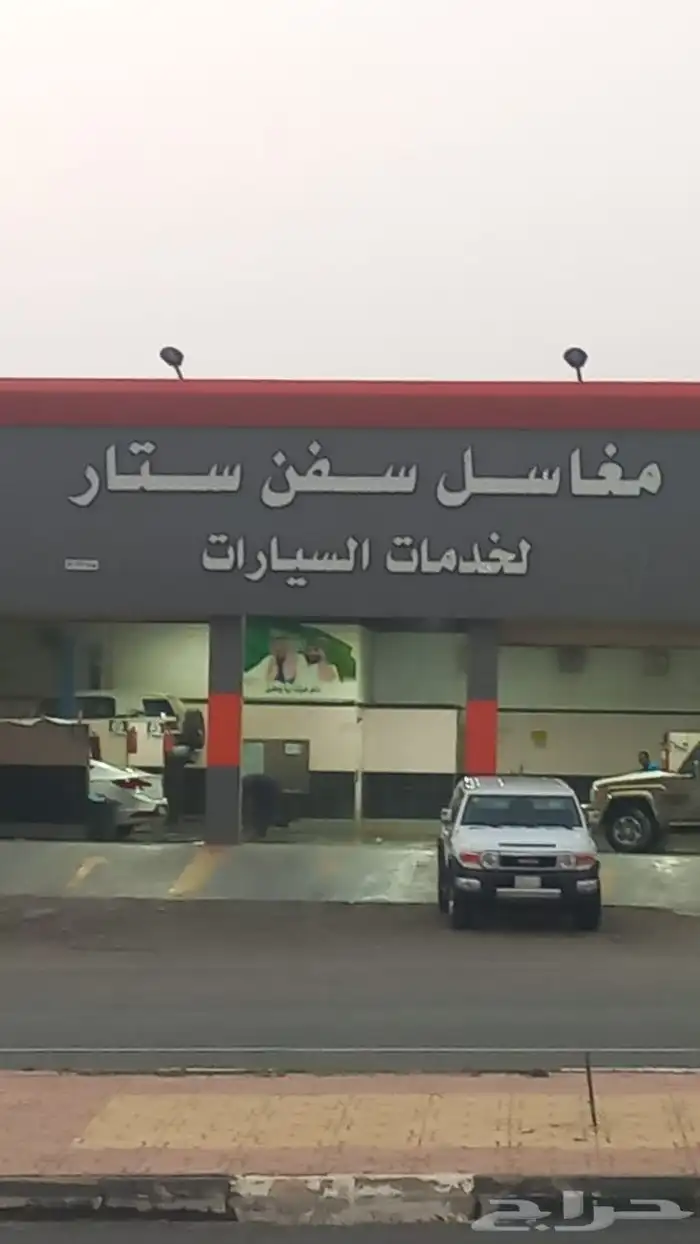 مغاسل سفن ستار
لخدمات السيارات
حراج